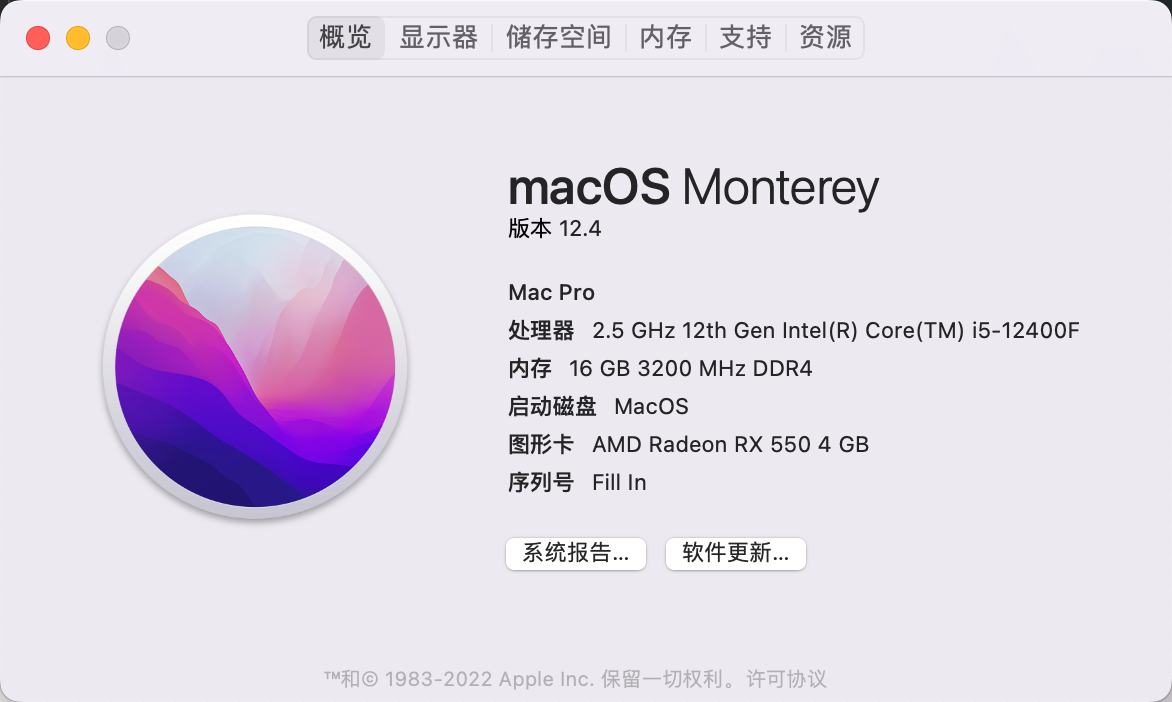 概览 显示器 储存空间 内存 支持 资源
macOS Monterey
版本 12.4
Mac Pro
处理器 2.5 GHz 12th Gen Intel(R) Core(TM) i5-12400F
内存 16 GB 3200 MHz DDR4
启动磁盘 MacOS
图形卡 AMD Radeon RX 550 4 GB
序列号 Fill In
系统报告... 软件更新...
™和© 1983-2022 Apple Inc. 保留一切权利。许可协议